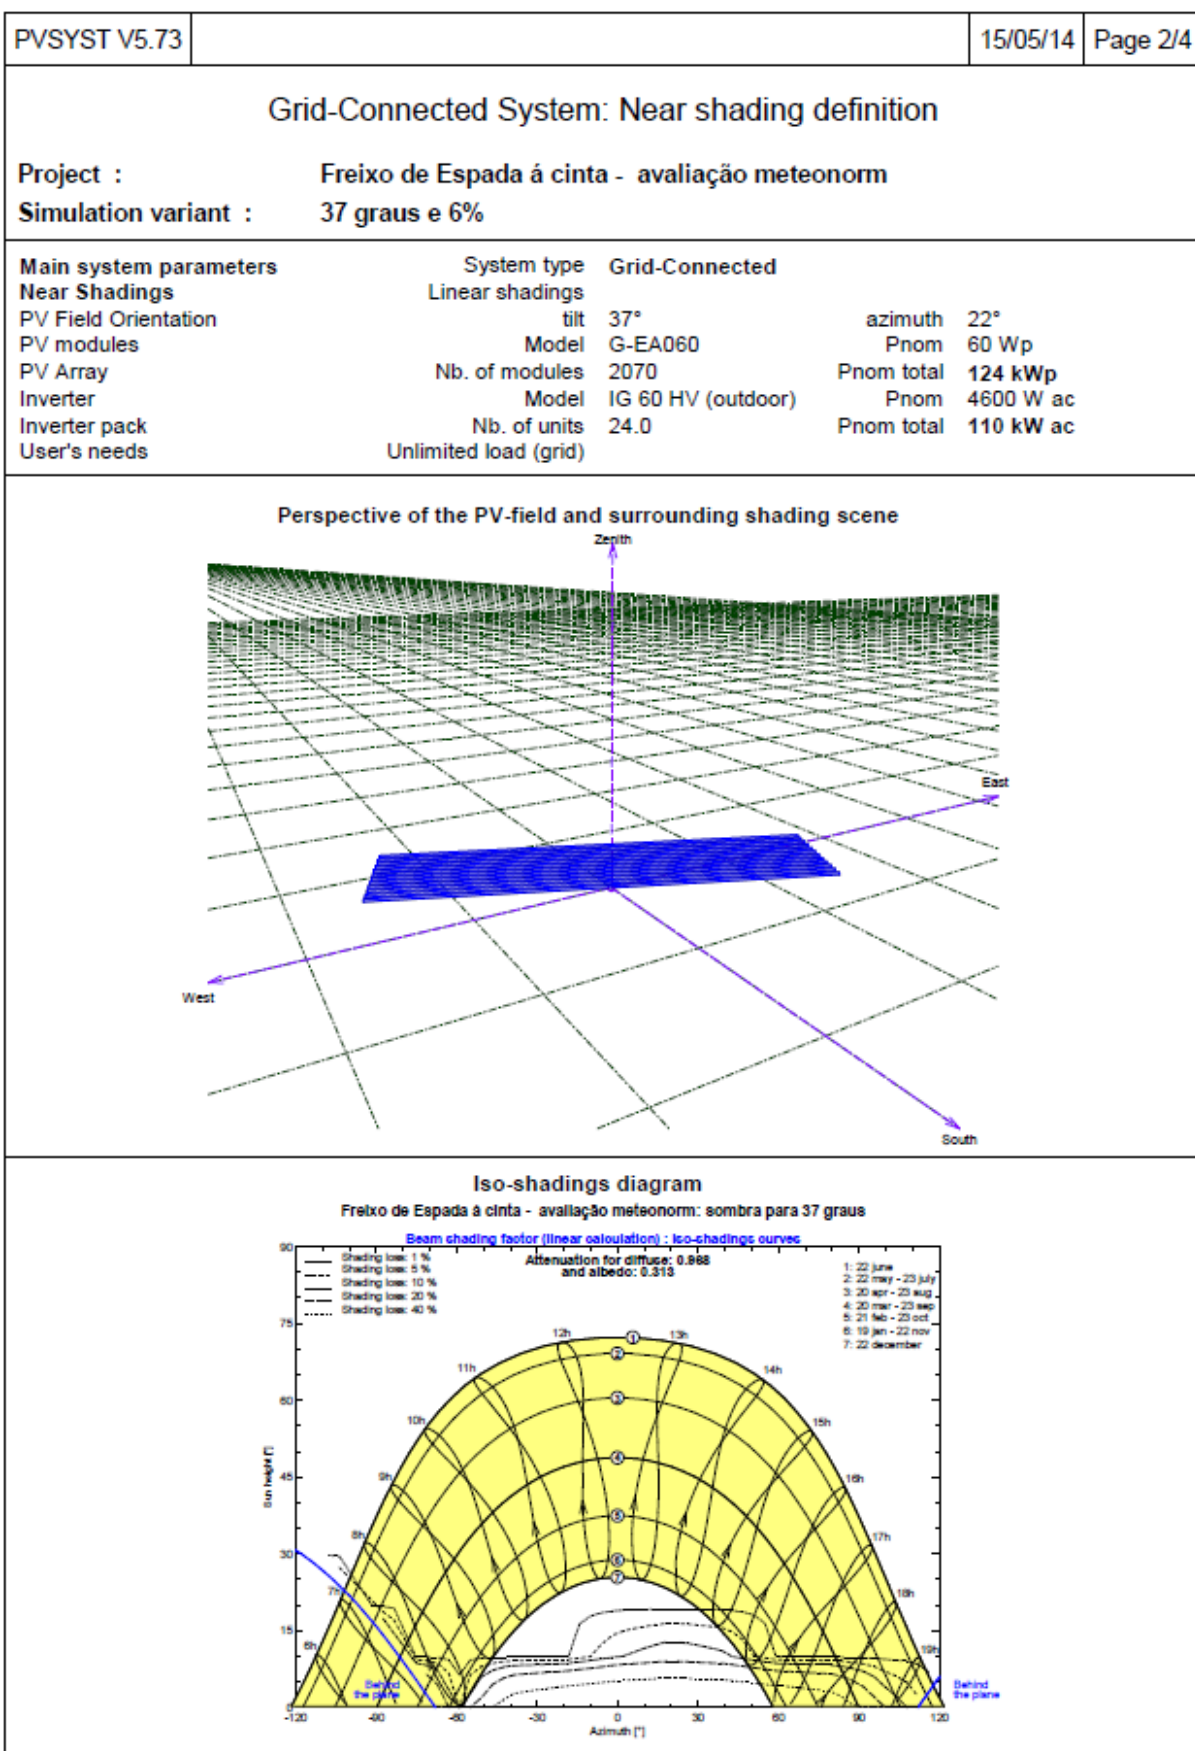 PVSYST V5.73 15/05/14 Page 2/4
Grid-Connected System: Near shading definition
Project : Freixo de Espada á cinta - avaliação meteonorm
Simulation variant : 37 graus e 6%
Main system parameters System type Grid-Connected
Near Shadings Linear shadings
PV Field Orientation tilt 37° azimuth 22°
PV modules Model G-EA060 Pnom 60 Wp
PV Array Nb. of modules 2070 Pnom total 124 kWp
Inverter Model IG 60 HV (outdoor) Pnom 4600 W ac
Inverter pack Nb. of units 24.0 Pnom total 110 kW ac
User's needs Unlimited load (grid)
Perspective of the PV-field and surrounding shading scene
Zenith
East
West
South
Iso-shadings diagram
Freixo de Espada á cinta - avaliação meteonorm: sombra para 37 graus
Beam shading factor (linear calculation) : Iso-shadings curves
Attenuation for diffuse: 0.968
and albedo: 0.313
Shading loss: 1 %
Shading loss: 5 %
Shading loss: 10 %
Shading loss: 20 %
Shading loss: 40 %
1: 22 june
2: 22 may - 23 july
3: 20 apr - 23 aug
4: 20 mar - 23 sep
5: 21 feb - 23 oct
6: 19 jan - 22 nov
7: 22 december
90
75
60
45
30
15
0
Sun height [°]
6h
7h
8h
9h
10h
11h
12h
13h
14h
15h
16h
17h
18h
19h
1
2
3
4
5
6
7
Behind
the plane
Behind
the plane
-120 -90 -60 -30 0 30 60 90 120
Azimuth [°]